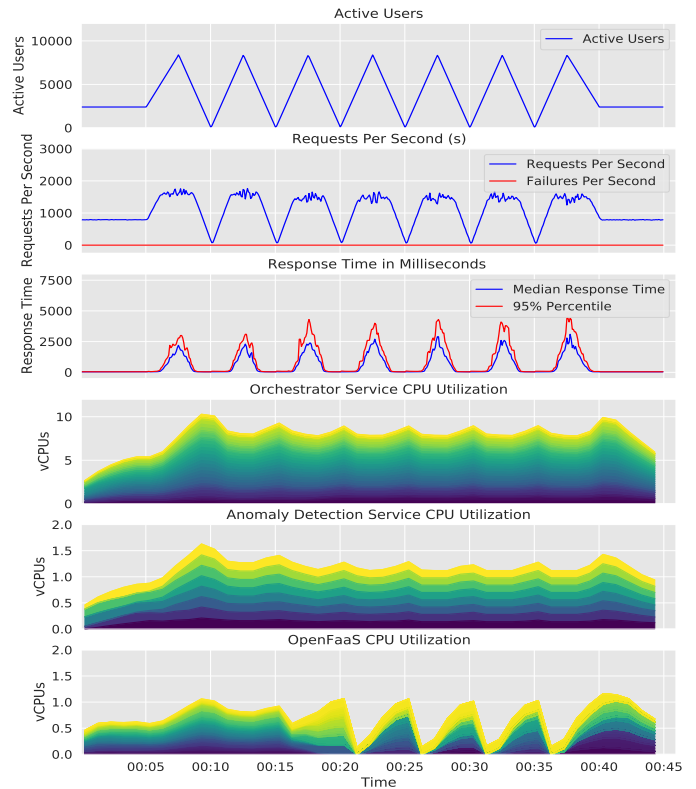 Active Users
10000
5000
0
Active Users
Active Users
Requests Per Second (s)
3000
2000
1000
0
Requests Per Second
Requests Per Second
Failures Per Second
Response Time in Milliseconds
7500
5000
2500
0
Response Time
Median Response Time
95% Percentile
Orchestrator Service CPU Utilization
10
5
0
vCPUs
Anomaly Detection Service CPU Utilization
2.0
1.5
1.0
0.5
0.0
vCPUs
OpenFaaS CPU Utilization
2.0
1.5
1.0
0.5
0.0
vCPUs
00:05 00:10 00:15 00:20 00:25 00:30 00:35 00:40 00:45
Time